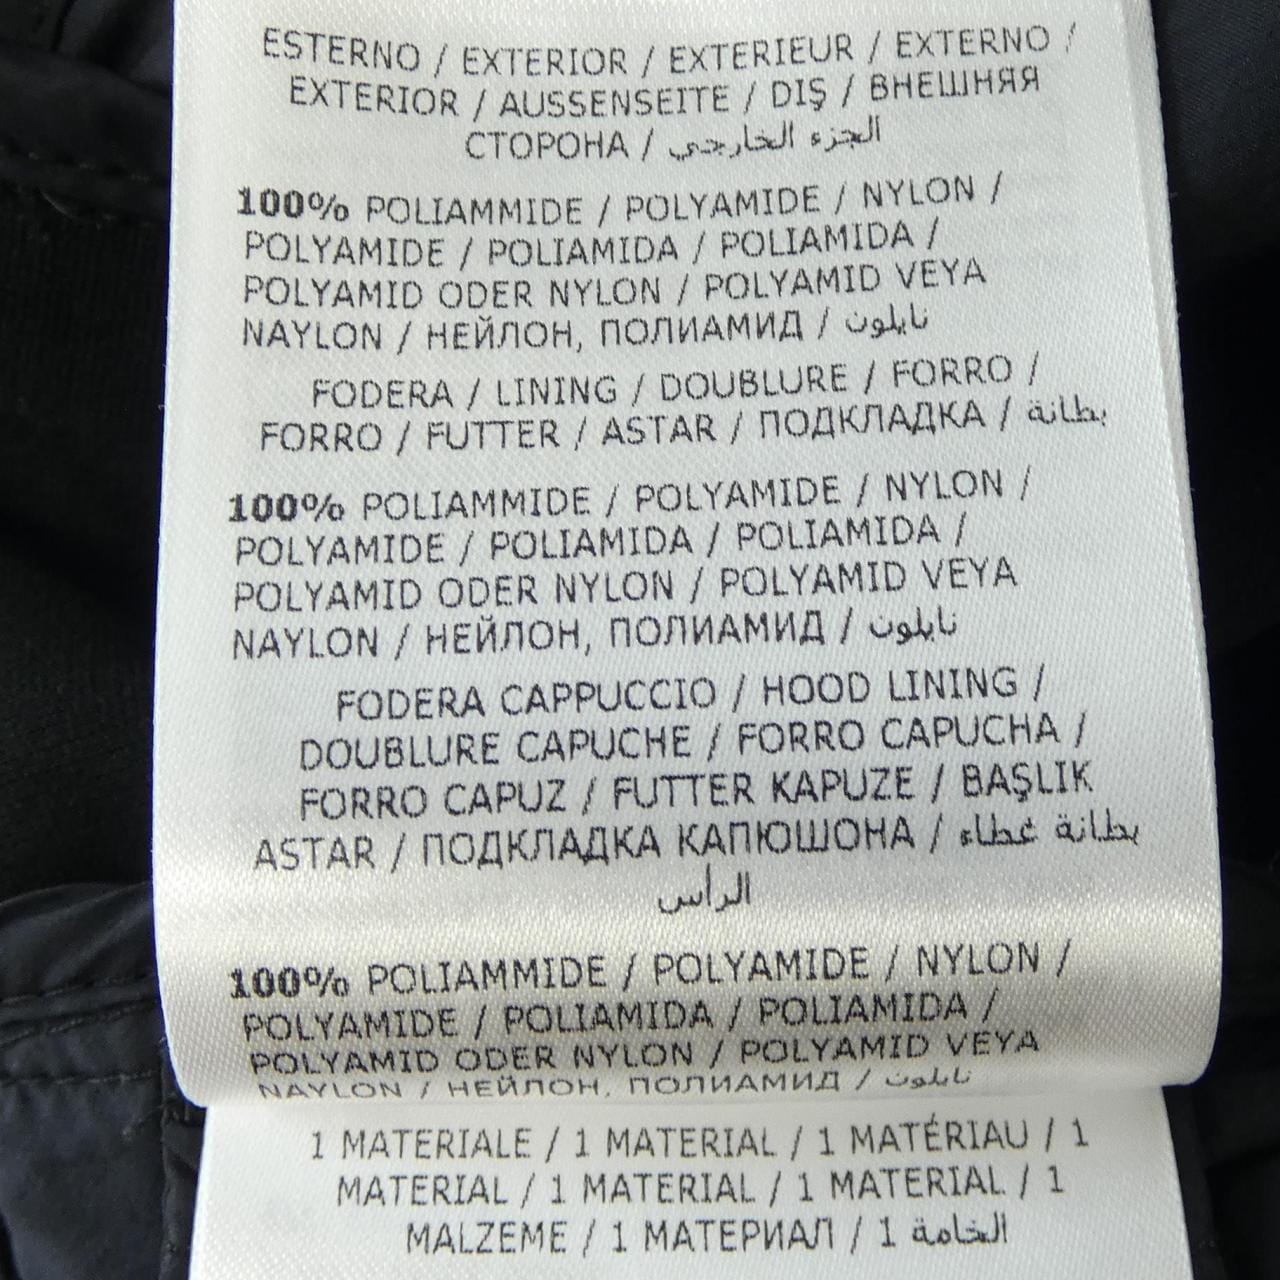 ESTERNO / EXTERIOR / EXTERIEUR / EXTERNO /
EXTERIOR / AUSSENSEITE / DIŞ / ВНЕШНЯЯ
СТОРОНА / الجزء الخارجي
100% POLIAMMIDE / POLYAMIDE / NYLON /
POLYAMIDE / POLIAMIDA / POLIAMIDA /
POLYAMID ODER NYLON / POLYAMID VEYA
NAYLON / НЕЙЛОН, ПОЛИАМИД / نايلون
FODERA / LINING / DOUBLURE / FORRO /
FORRO / FUTTER / ASTAR / ПОДКЛАДКА / بطانة
100% POLIAMMIDE / POLYAMIDE / NYLON /
POLYAMIDE / POLIAMIDA / POLIAMIDA /
POLYAMID ODER NYLON / POLYAMID VEYA
NAYLON / НЕЙЛОН, ПОЛИАМИД / نايلون
FODERA CAPPUCCIO / HOOD LINING /
DOUBLURE CAPUCHE / FORRO CAPUCHA /
FORRO CAPUZ / FUTTER KAPUZE / BAŞLIK
ASTAR / ПОДКЛАДКА КАПЮШОНА / بطانة غطاء
الرأس
100% POLIAMMIDE / POLYAMIDE / NYLON /
POLYAMIDE / POLIAMIDA / POLIAMIDA /
POLYAMID ODER NYLON / POLYAMID VEYA
NAYLON / НЕЙЛОН, ПОЛИАМИД / نايلون
1 MATERIALE / 1 MATERIAL / 1 MATÉRIAU / 1
MATERIAL / 1 MATERIAL / 1 MATERIAL / 1
MALZEME / 1 МАТЕРИАЛ / 1 الخامة